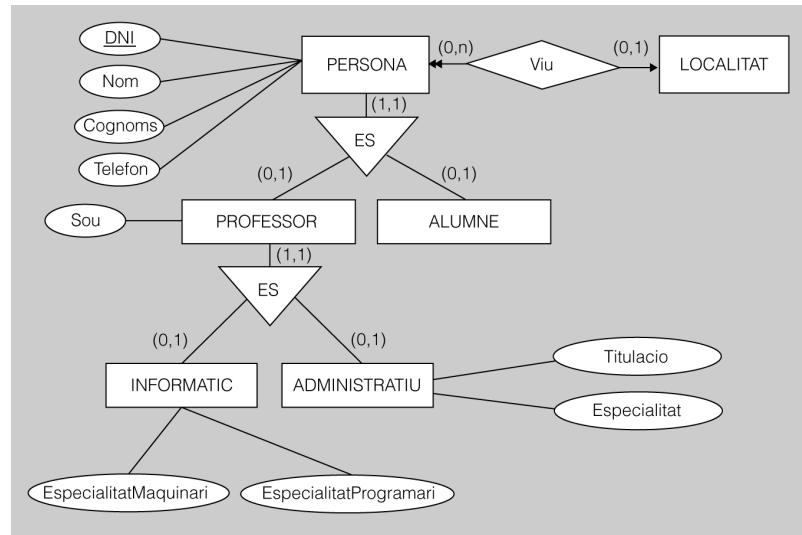 DNI
Nom
Cognoms
Telefon
PERSONA
(0,n)
Viu
(0,1)
LOCALITAT
(1,1)
ES
(0,1)
(0,1)
Sou
PROFESSOR
ALUMNE
(1,1)
ES
(0,1)
(0,1)
INFORMATIC
ADMINISTRATIU
Titulacio
Especialitat
EspecialitatMaquinari
EspecialitatProgramari